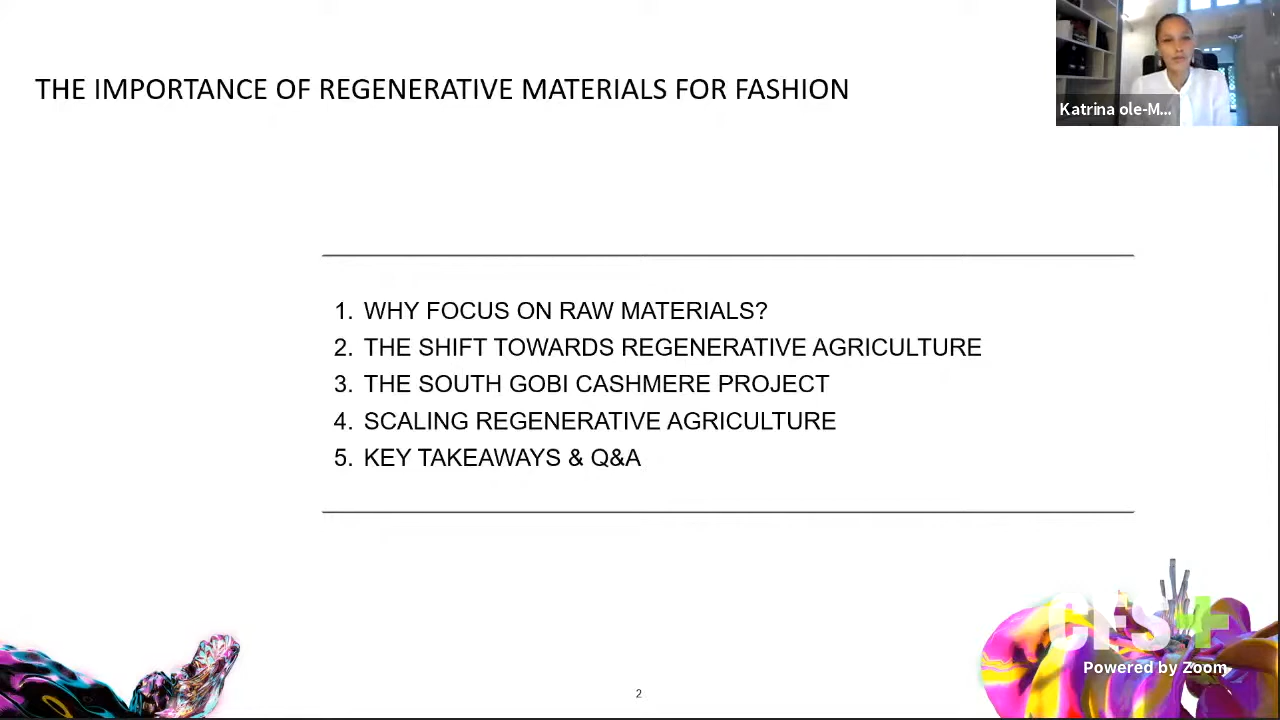 THE IMPORTANCE OF REGENERATIVE MATERIALS FOR FASHION
Katrina ole-M...
1. WHY FOCUS ON RAW MATERIALS?
2. THE SHIFT TOWARDS REGENERATIVE AGRICULTURE
3. THE SOUTH GOBI CASHMERE PROJECT
4. SCALING REGENERATIVE AGRICULTURE
5. KEY TAKEAWAYS & Q&A
CFS+
Powered by Zoom
2